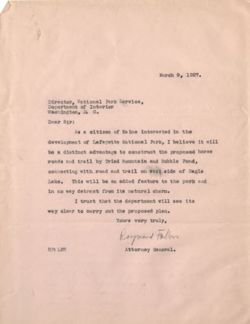 March 9, 1927.
Director, National Park Service,
Department of Interior
Washington, D. C.
Dear Sir:
As a citizen of Maine interested in the
development of Lafayette National Park, I believe it will
be a distinct advantage to construct the proposed horse
roads and trail by Triad Mountain and Bubble Pond,
connecting with road and trail on west side of Eagle
Lake. This will be an added feature to the park and
in no way detract from its natural charm.
I trust that the department will see its
way clear to carry out the proposed plan.
Yours very truly,
Raymond
Attorney General.